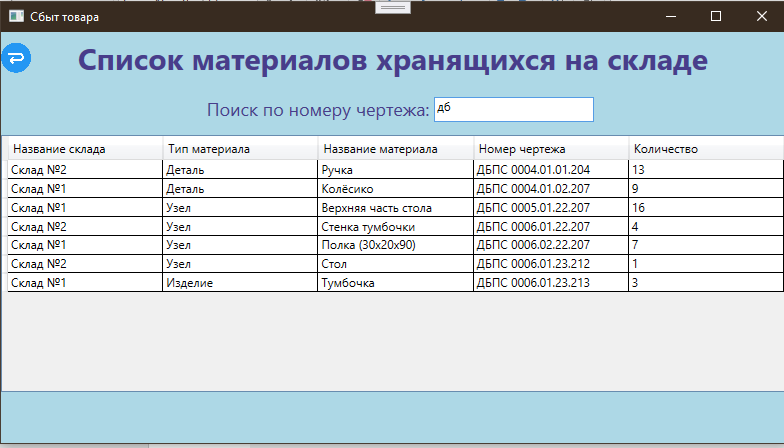 Сбыт товара
Список материалов хранящихся на складе
Поиск по номеру чертежа: дб
Название склада Тип материала Название материала Номер чертежа Количество
Склад №2 Деталь Ручка ДБПС 0004.01.01.204 13
Склад №1 Деталь Колёсико ДБПС 0004.01.02.207 9
Склад №1 Узел Верхняя часть стола ДБПС 0005.01.22.207 16
Склад №2 Узел Стенка тумбочки ДБПС 0006.01.22.207 4
Склад №1 Узел Полка (30x20x90) ДБПС 0006.02.22.207 7
Склад №2 Узел Стол ДБПС 0006.01.23.212 1
Склад №1 Изделие Тумбочка ДБПС 0006.01.23.213 3